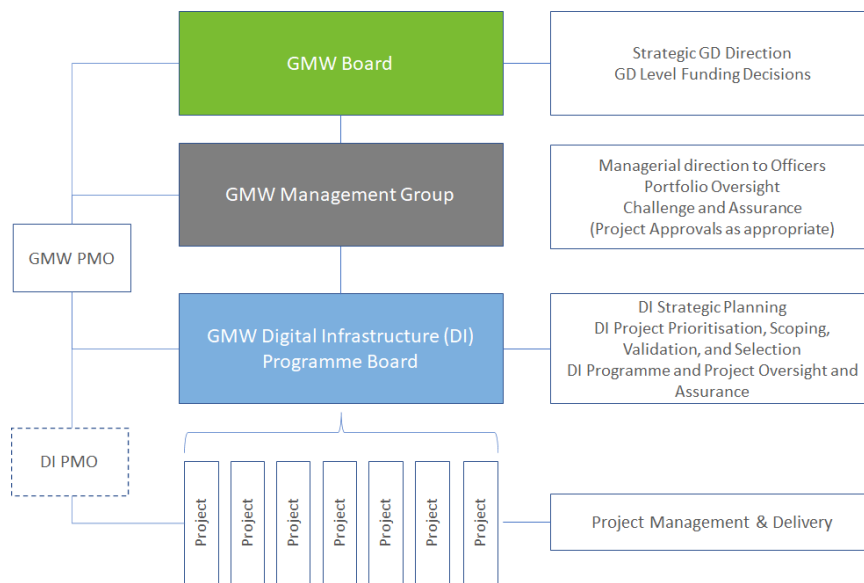 GMW Board
Strategic GD Direction
GD Level Funding Decisions
GMW Management Group
Managerial direction to Officers
Portfolio Oversight
Challenge and Assurance
(Project Approvals as appropriate)
GMW PMO
GMW Digital Infrastructure (DI)
Programme Board
DI Strategic Planning
DI Project Prioritisation, Scoping,
Validation, and Selection
DI Programme and Project Oversight and
Assurance
DI PMO
Project
Project
Project
Project
Project
Project
Project
Project Management & Delivery